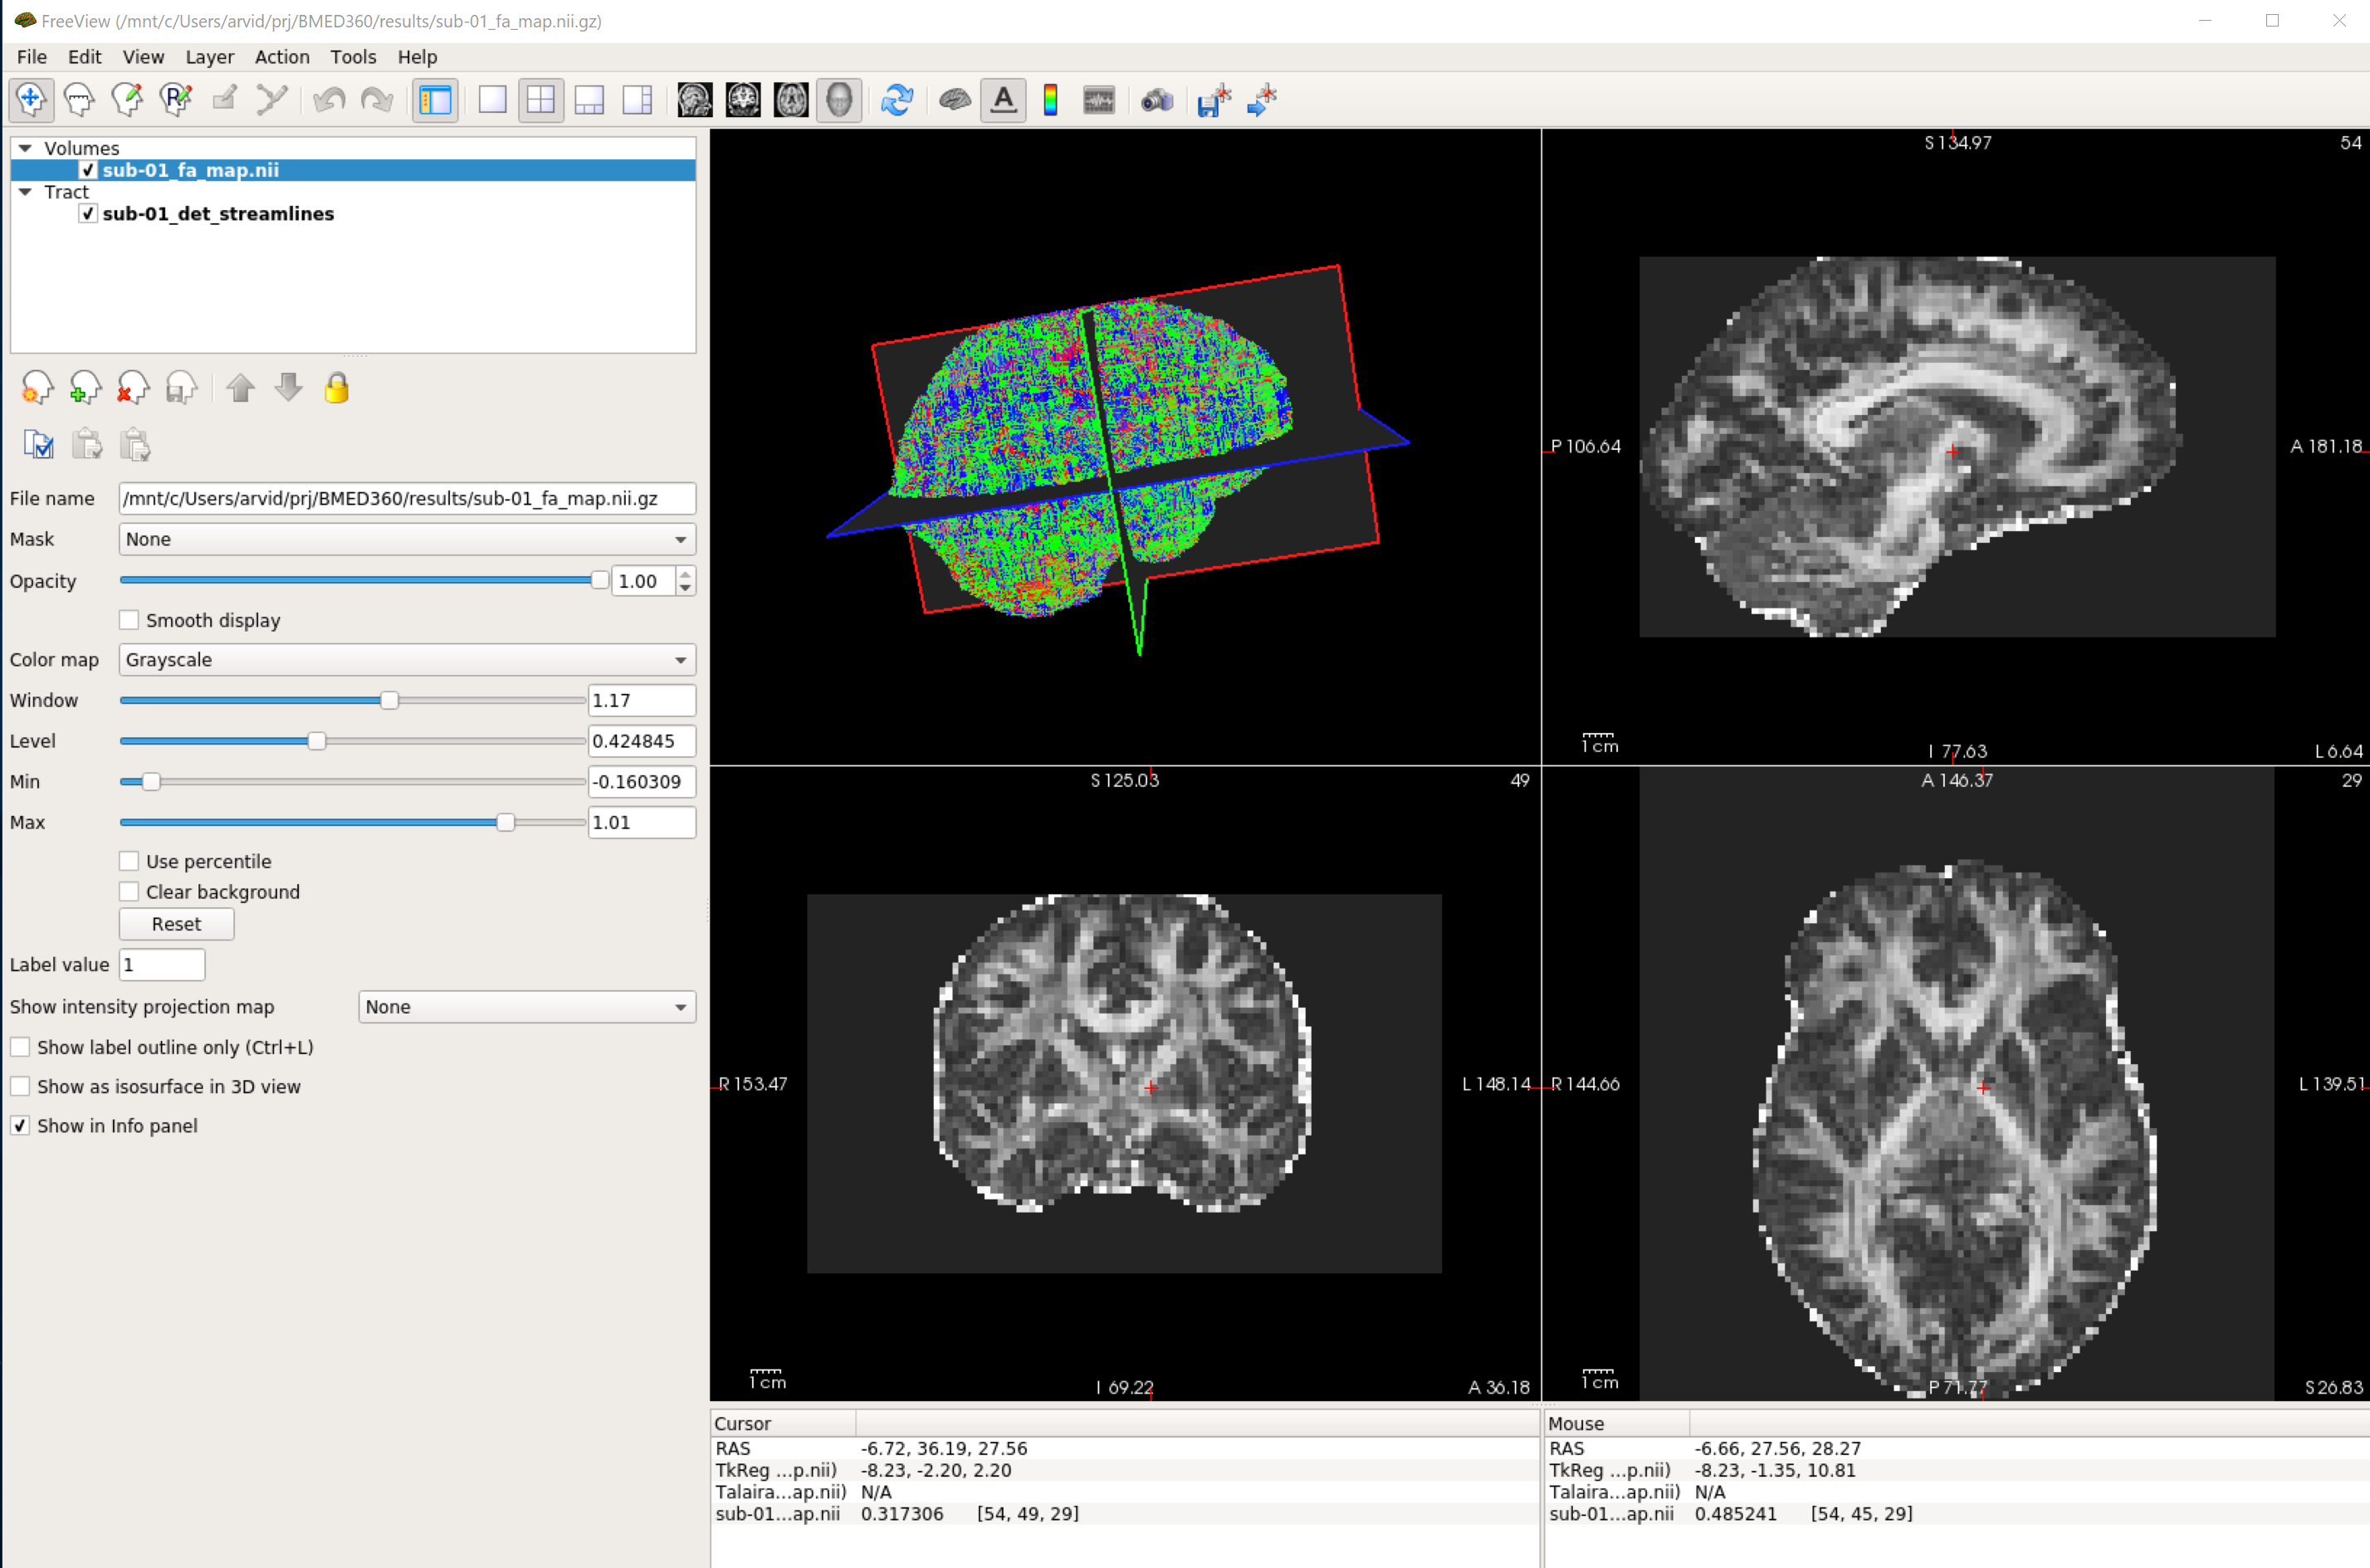 FreeView (/mnt/c/Users/arvid/prj/BMED360/results/sub-01_fa_map.nii.gz)
File Edit View Layer Action Tools Help
Volumes
sub-01_fa_map.nii
Tract
sub-01_det_streamlines
File name /mnt/c/Users/arvid/prj/BMED360/results/sub-01_fa_map.nii.gz
Mask None
Opacity 1.00
Smooth display
Color map Grayscale
Window 1.17
Level 0.424845
Min -0.160309
Max 1.01
Use percentile
Clear background
Reset
Label value 1
Show intensity projection map None
Show label outline only (Ctrl+L)
Show as isosurface in 3D view
Show in Info panel
S 134.97 54
P 106.64 A 181.18
1 cm I 77.63 L 6.64
S 125.03 49
R 153.47 L 148.14
1 cm I 69.22 A 36.18
A 146.37 29
R 144.66 L 139.51
1 cm P 71.77 S 26.83
Cursor
RAS -6.72, 36.19, 27.56
TkReg ...p.nii) -8.23, -2.20, 2.20
Talaira...ap.nii) N/A
sub-01...ap.nii 0.317306 [54, 49, 29]
Mouse
RAS -6.66, 27.56, 28.27
TkReg ...p.nii) -8.23, -1.35, 10.81
Talaira...ap.nii) N/A
sub-01...ap.nii 0.485241 [54, 45, 29]